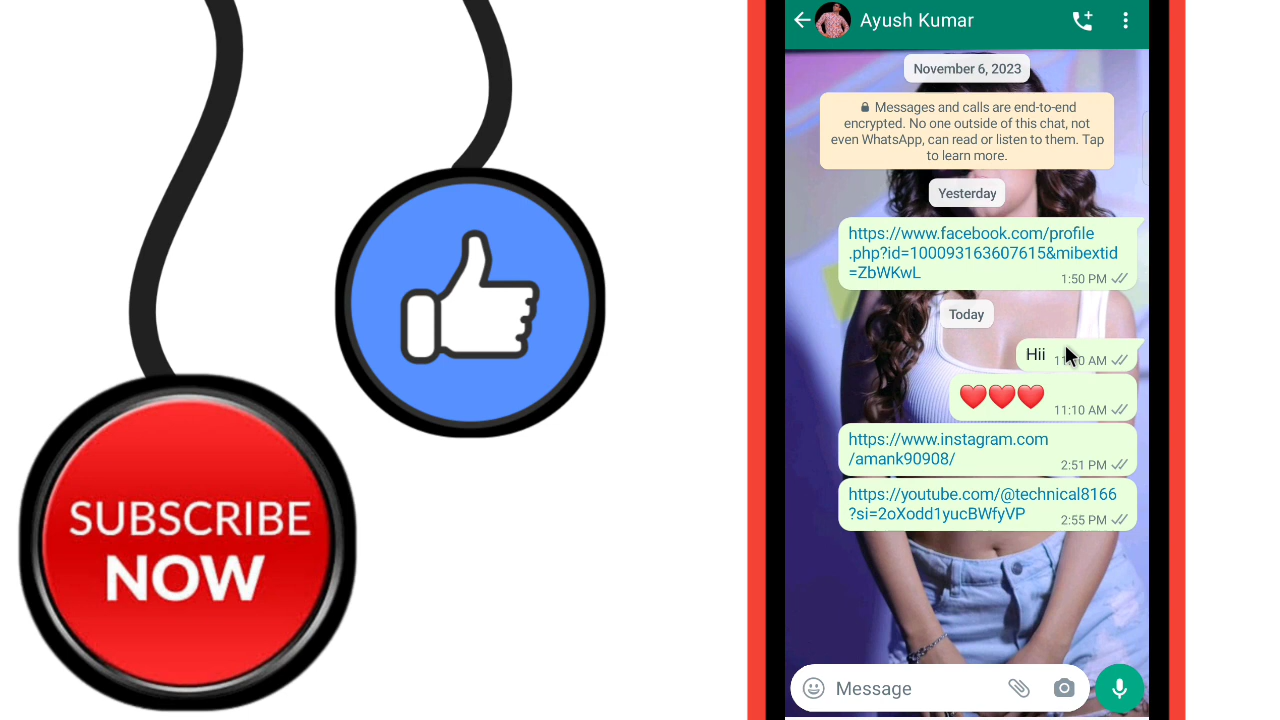 SUBSCRIBE
NOW
Ayush Kumar
November 6, 2023
Messages and calls are end-to-end
encrypted. No one outside of this chat, not
even WhatsApp, can read or listen to them. Tap
to learn more.
Yesterday
https://www.facebook.com/profile
.php?id=100093163607615&mibextid
=ZbWKwL
1:50 PM
Today
Hii
11:10 AM
https://www.instagram.com
/amank90908/
2:51 PM
https://youtube.com/@technical8166
?si=2oXodd1yucBWfyVP
2:55 PM
Message